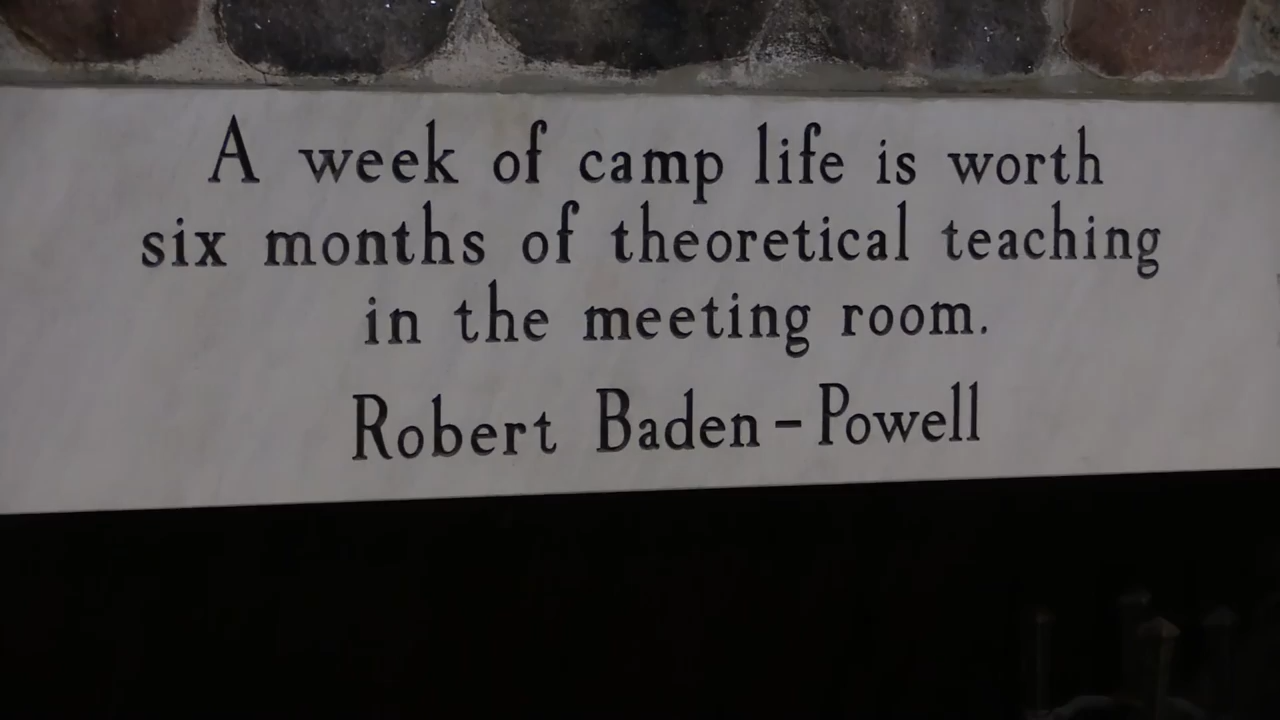 A week of camp life is worth
six months of theoretical teaching
in the meeting room.
Robert Baden-Powell